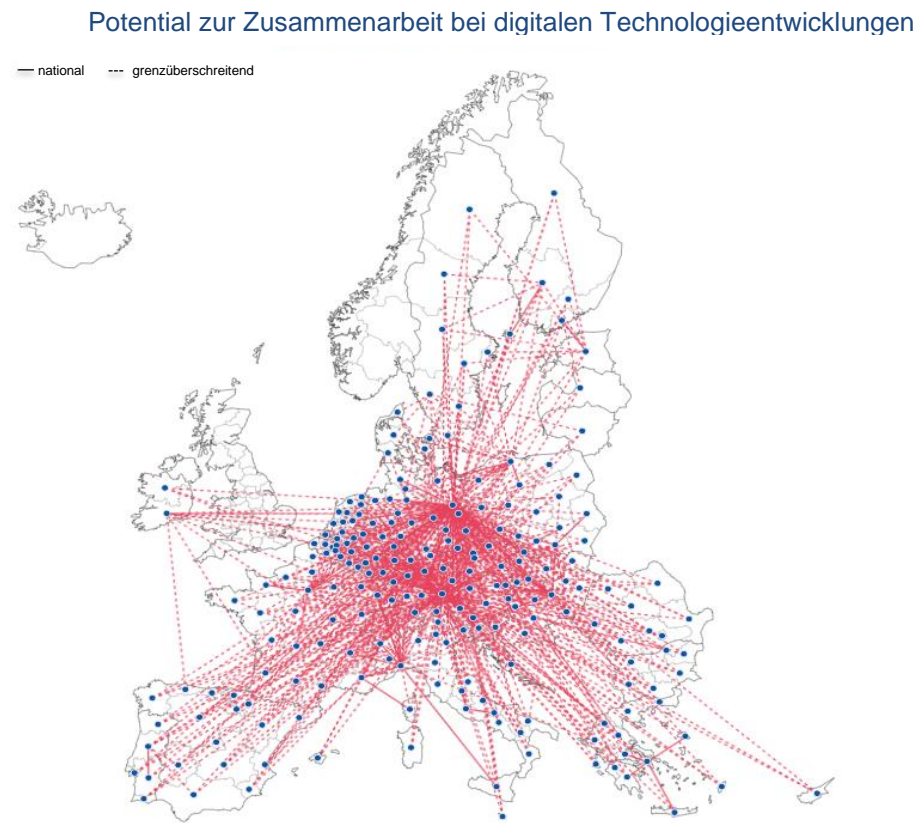 Potential zur Zusammenarbeit bei digitalen Technologieentwicklungen
national --- grenzüberschreitend